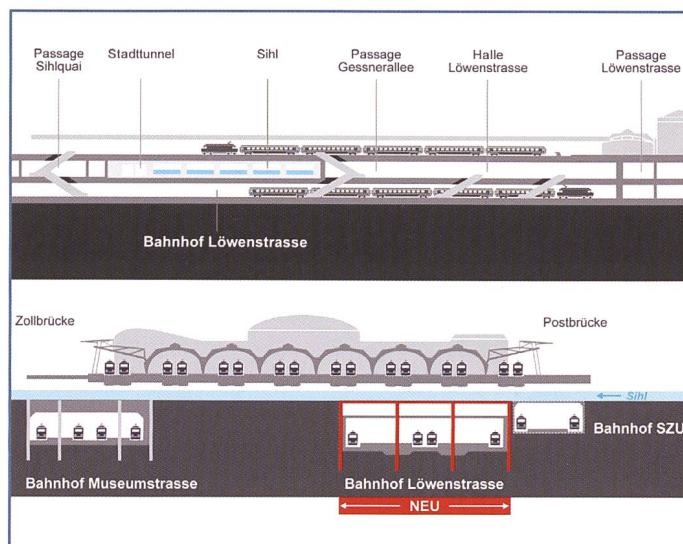 Passage
Sihlquai
Stadttunnel
Sihl
Passage
Gessnerallee
Halle
Löwenstrasse
Passage
Löwenstrasse
Bahnhof Löwenstrasse
Zollbrücke
Postbrücke
Sihl
Bahnhof SZU
Bahnhof Museumstrasse
Bahnhof Löwenstrasse
NEU